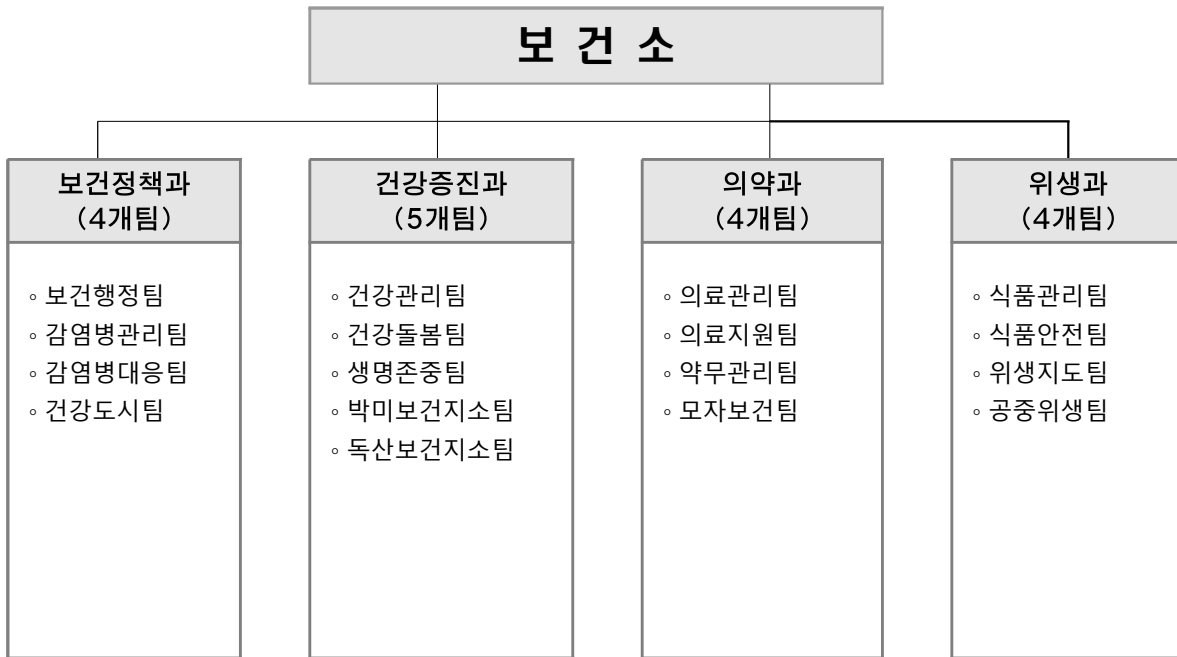 보 건 소
보건정책과
(4개팀)
◦ 보건행정팀
◦ 감염병관리팀
◦ 감염병대응팀
◦ 건강도시팀
건강증진과
(5개팀)
◦ 건강관리팀
◦ 건강돌봄팀
◦ 생명존중팀
◦ 박미보건지소팀
◦ 독산보건지소팀
의약과
(4개팀)
◦ 의료관리팀
◦ 의료지원팀
◦ 약무관리팀
◦ 모자보건팀
위생과
(4개팀)
◦ 식품관리팀
◦ 식품안전팀
◦ 위생지도팀
◦ 공중위생팀